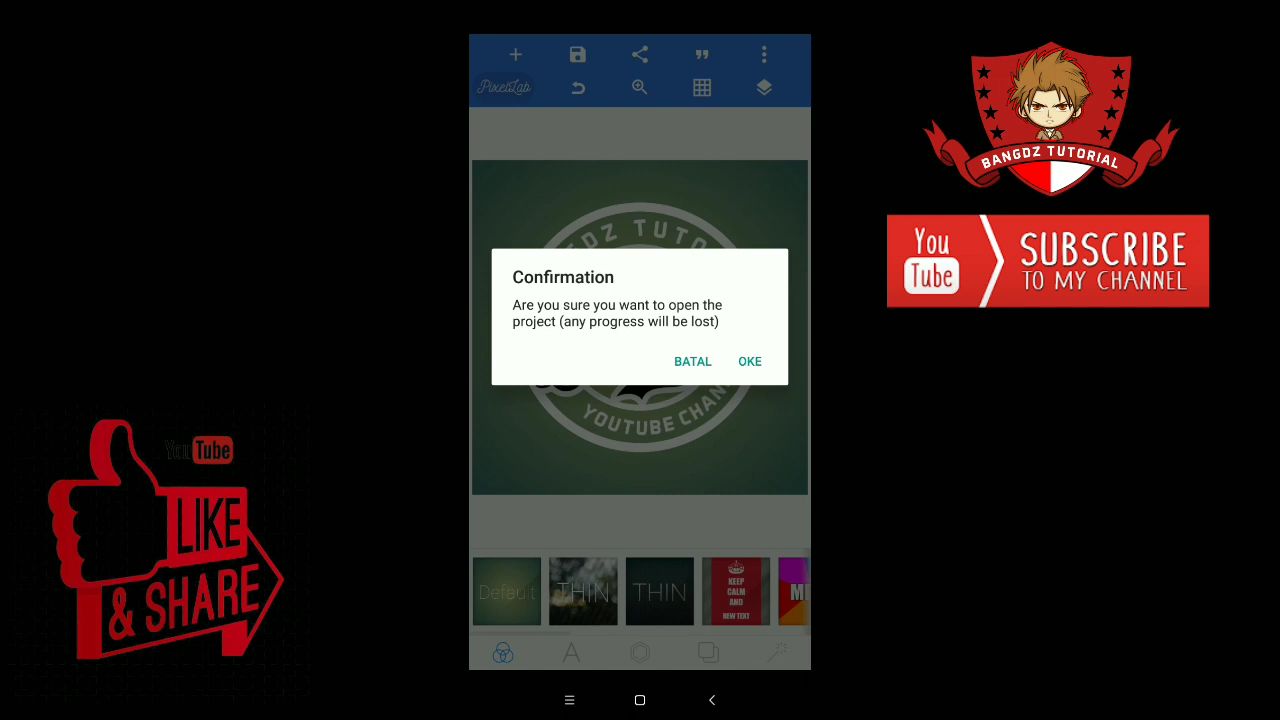 PixelLab
BANGDZ TUTORIAL
You
Tube
SUBSCRIBE
TO MY CHANNEL
Confirmation
Are you sure you want to open the
project (any progress will be lost)
BATAL OKE
YOUTUBE CHAN
You Tube
LIKE
& SHARE
Default
THIN
THIN
KEEP
CALM
AND
NEW TEXT